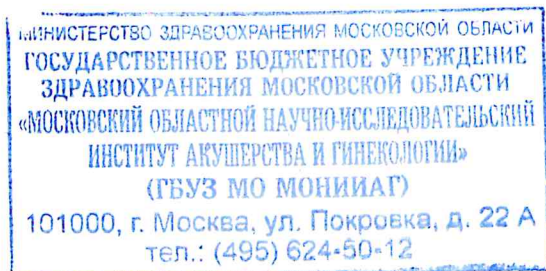 МИНИСТЕРСТВО ЗДРАВООХРАНЕНИЯ МОСКОВСКОЙ ОБЛАСТИ
ГОСУДАРСТВЕННОЕ БЮДЖЕТНОЕ УЧРЕЖДЕНИЕ
ЗДРАВООХРАНЕНИЯ МОСКОВСКОЙ ОБЛАСТИ
«МОСКОВСКИЙ ОБЛАСТНОЙ НАУЧНО-ИССЛЕДОВАТЕЛЬСКИЙ
ИНСТИТУТ АКУШЕРСТВА И ГИНЕКОЛОГИИ»
(ГБУЗ МО МОНИИАГ)
101000, г. Москва, ул. Покровка, д. 22 А
тел.: (495) 624-50-12